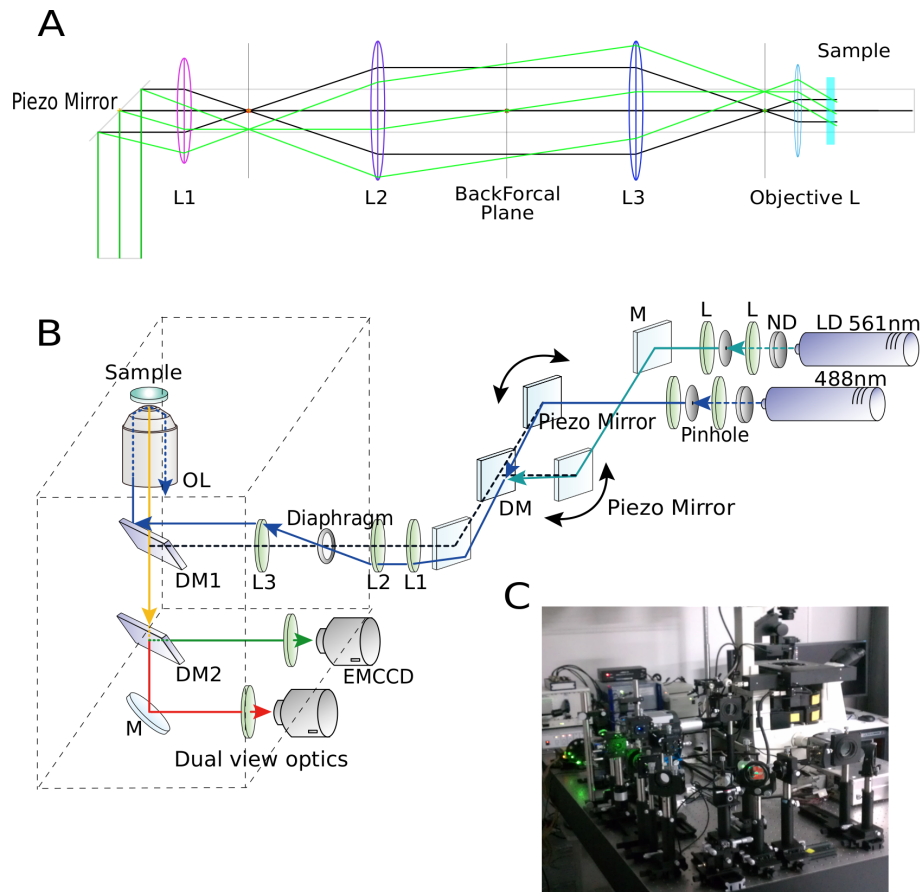 A
Sample
Piezo Mirror
L1
L2
BackForcal
Plane
L3
Objective L
B
M
L
L
ND
LD 561nm
Sample
488nm
Piezo Mirror
Pinhole
OL
DM
Piezo Mirror
Diaphragm
DM1
L3
L2
L1
C
DM2
EMCCD
M
Dual view optics